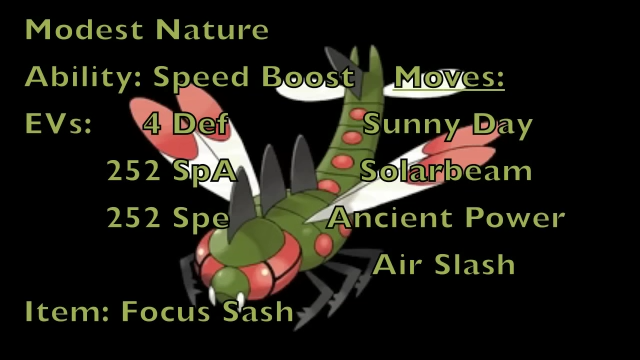 Modest Nature
Ability: Speed Boost
EVs: 4 Def
252 SpA
252 Spe
Item: Focus Sash
Moves:
Sunny Day
Solarbeam
Ancient Power
Air Slash